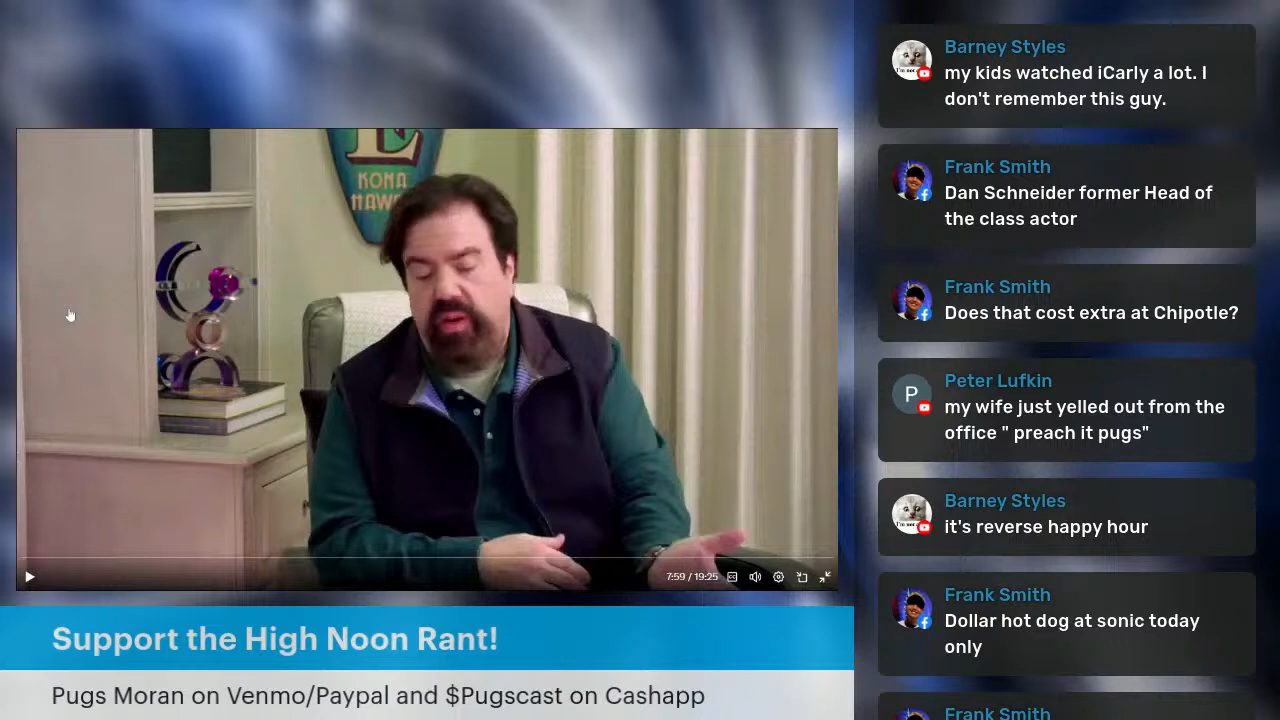 E
KONA
7:59 / 19:25
Support the High Noon Rant!
Pugs Moran on Venmo/Paypal and $Pugscast on Cashapp
Barney Styles
my kids watched iCarly a lot. I
don't remember this guy.
Frank Smith
Dan Schneider former Head of
the class actor
Frank Smith
Does that cost extra at Chipotle?
P
Peter Lufkin
my wife just yelled out from the
office " preach it pugs"
Barney Styles
it's reverse happy hour
Frank Smith
Dollar hot dog at sonic today
only
Frank Smith